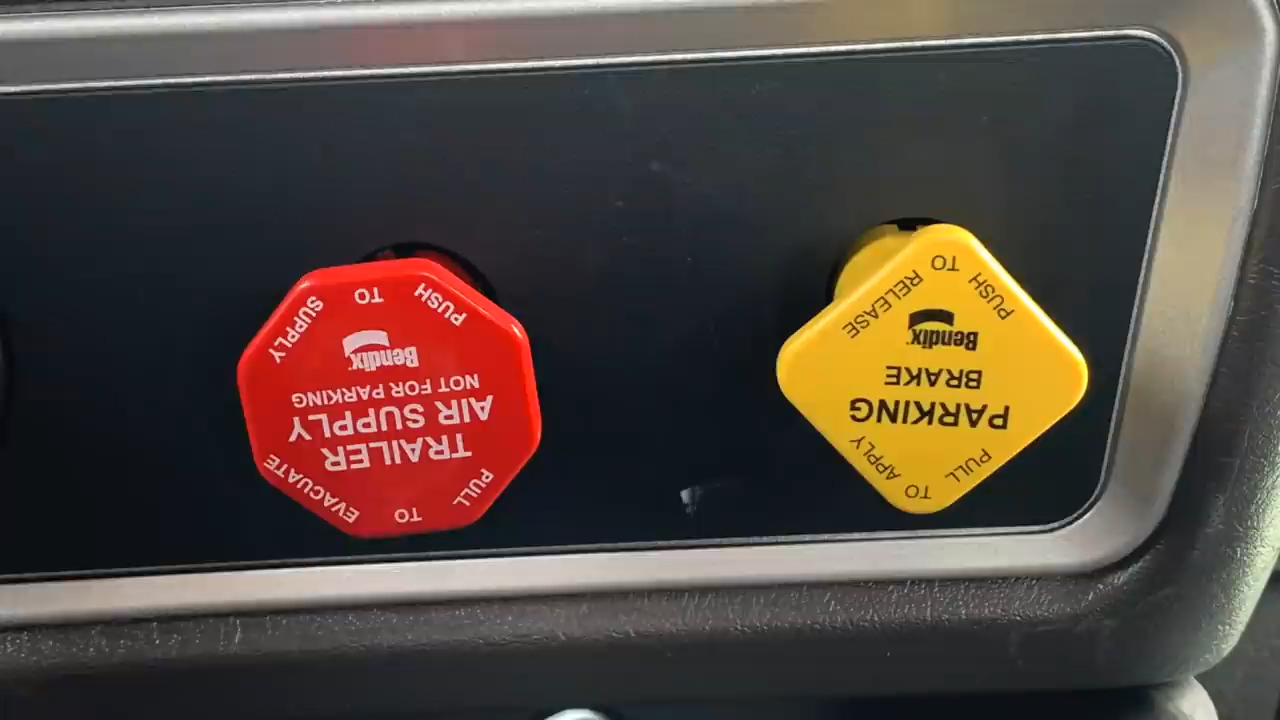 PULL TO APPLY
PARKING
BRAKE
Bendix
PUSH TO RELEASE
PULL TO EVACUATE
TRAILER
AIR SUPPLY
NOT FOR PARKING
Bendix
PUSH TO SUPPLY